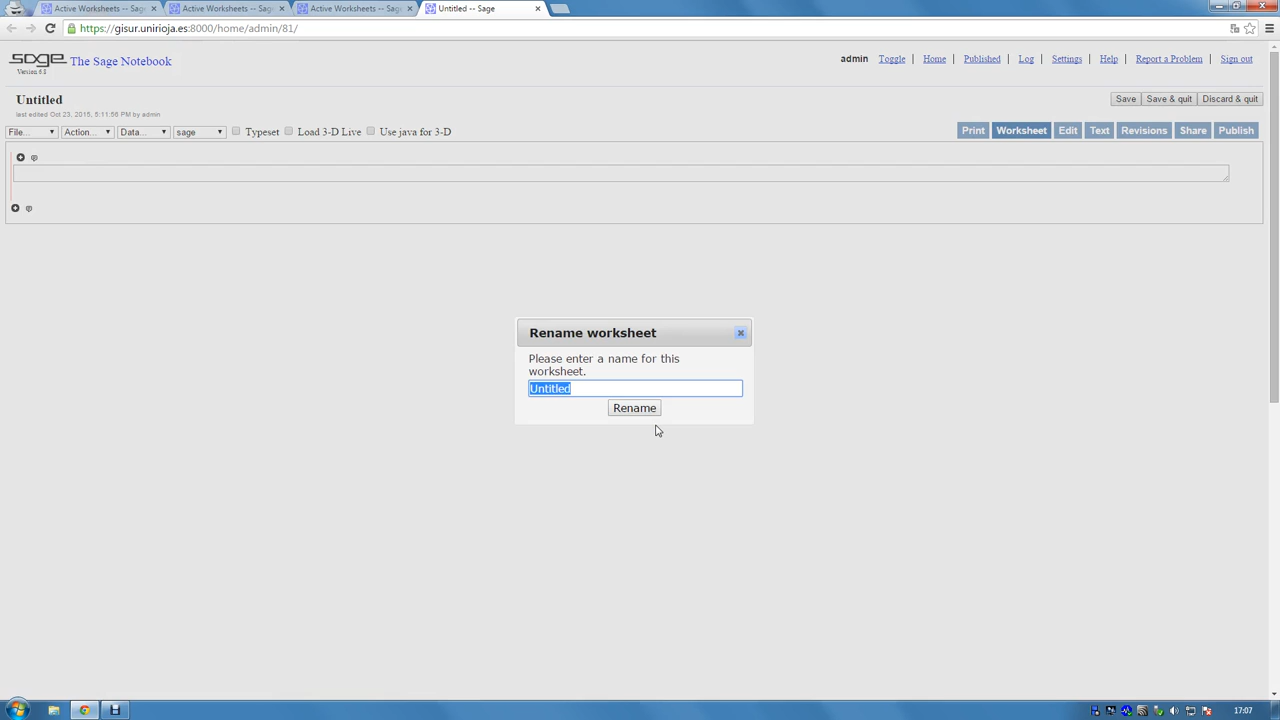 Active Worksheets -- Sage
Active Worksheets -- Sage
Active Worksheets -- Sage
Untitled -- Sage
https://gisur.unirioja.es:8000/home/admin/81/
sage The Sage Notebook
admin Toggle | Home | Published | Log | Settings | Help | Report a Problem | Sign out
Untitled
last edited Oct 23, 2015, 5:11:56 PM by admin
Save Save & quit Discard & quit
File... Action... Data... sage Typeset Load 3-D Live Use java for 3-D
Print Worksheet Edit Text Revisions Share Publish
Rename worksheet
Please enter a name for this
worksheet.
Untitled
Rename
17:07